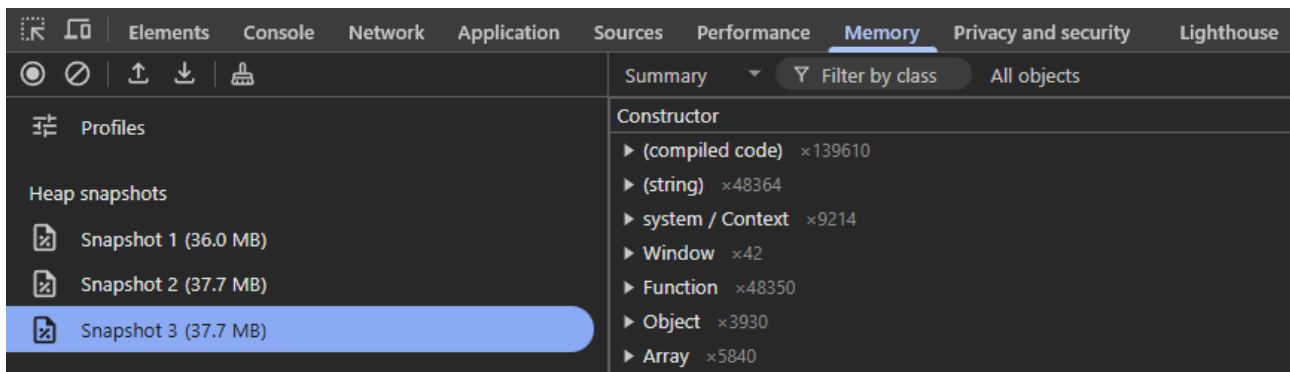 Elements Console Network Application Sources Performance Memory Privacy and security Lighthouse
Summary Filter by class All objects
Profiles
Heap snapshots
Snapshot 1 (36.0 MB)
Snapshot 2 (37.7 MB)
Snapshot 3 (37.7 MB)
Constructor
(compiled code) ×139610
(string) ×48364
system / Context ×9214
Window ×42
Function ×48350
Object ×3930
Array ×5840